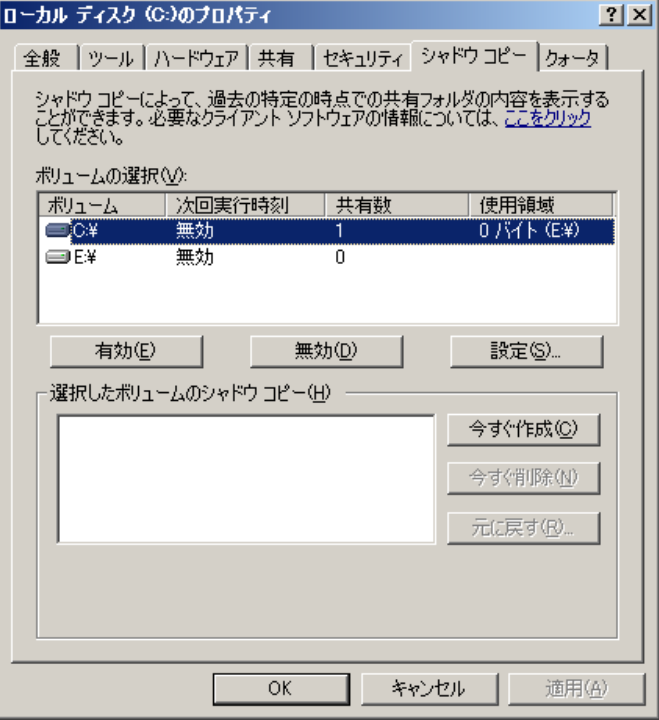 ローカル ディスク (C:)のプロパティ
全般 ツール ハードウェア 共有 セキュリティ シャドウ コピー クォータ
シャドウ コピーによって、過去の特定の時点での共有フォルダの内容を表示する
ことができます。必要なクライアント ソフトウェアの情報については、ここをクリック
してください。
ボリュームの選択(V):
ボリューム 次回実行時刻 共有数 使用領域
C:¥ 無効 1 0 バイト (E:¥)
E:¥ 無効 0
有効(E) 無効(D) 設定(S)...
選択したボリュームのシャドウ コピー(H)
今すぐ作成(C)
今すぐ削除(N)
元に戻す(R)...
OK キャンセル 適用(A)